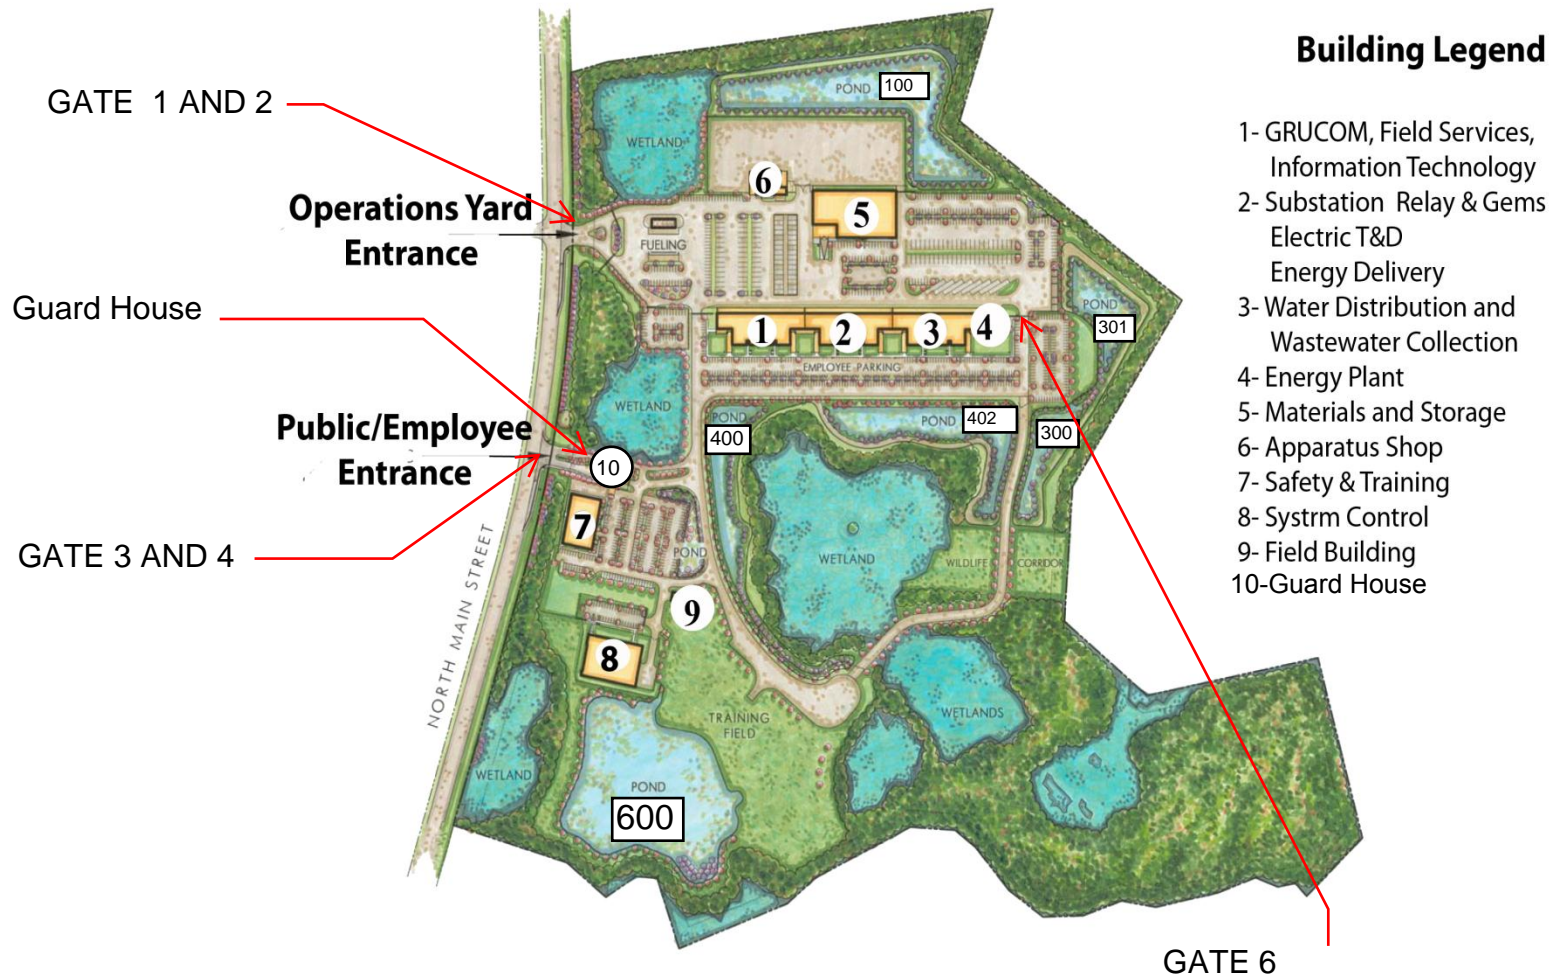 Building Legend
1- GRUCOM, Field Services,
Information Technology
2- Substation Relay & Gems
Electric T&D
Energy Delivery
3- Water Distribution and
Wastewater Collection
4- Energy Plant
5- Materials and Storage
6- Apparatus Shop
7- Safety & Training
8- Systrm Control
9- Field Building
10-Guard House
GATE 1 AND 2
Operations Yard
Entrance
Guard House
Public/Employee
Entrance
GATE 3 AND 4
NORTH MAIN STREET
POND
100
WETLAND
6
5
FUELING
POND
301
1
2
3
4
EMPLOYEE PARKING
WETLAND
POND
400
POND
402
300
10
7
POND
WETLAND
WILDLIFE
CORRIDOR
9
8
WETLANDS
TRAINING
FIELD
WETLAND
POND
600
GATE 6